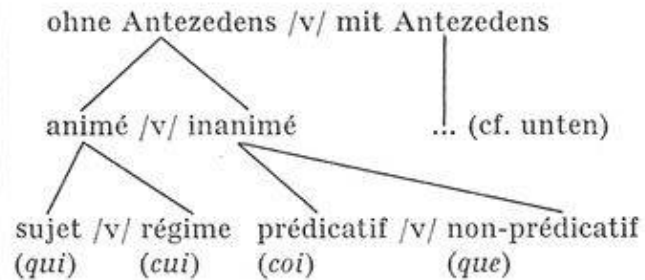 ohne Antezedens /v/ mit Antezedens
animé /v/ inanimé ... (cf. unten)
sujet /v/ régime prédicatif /v/ non-prédicatif
(qui) (cui) (coi) (que)